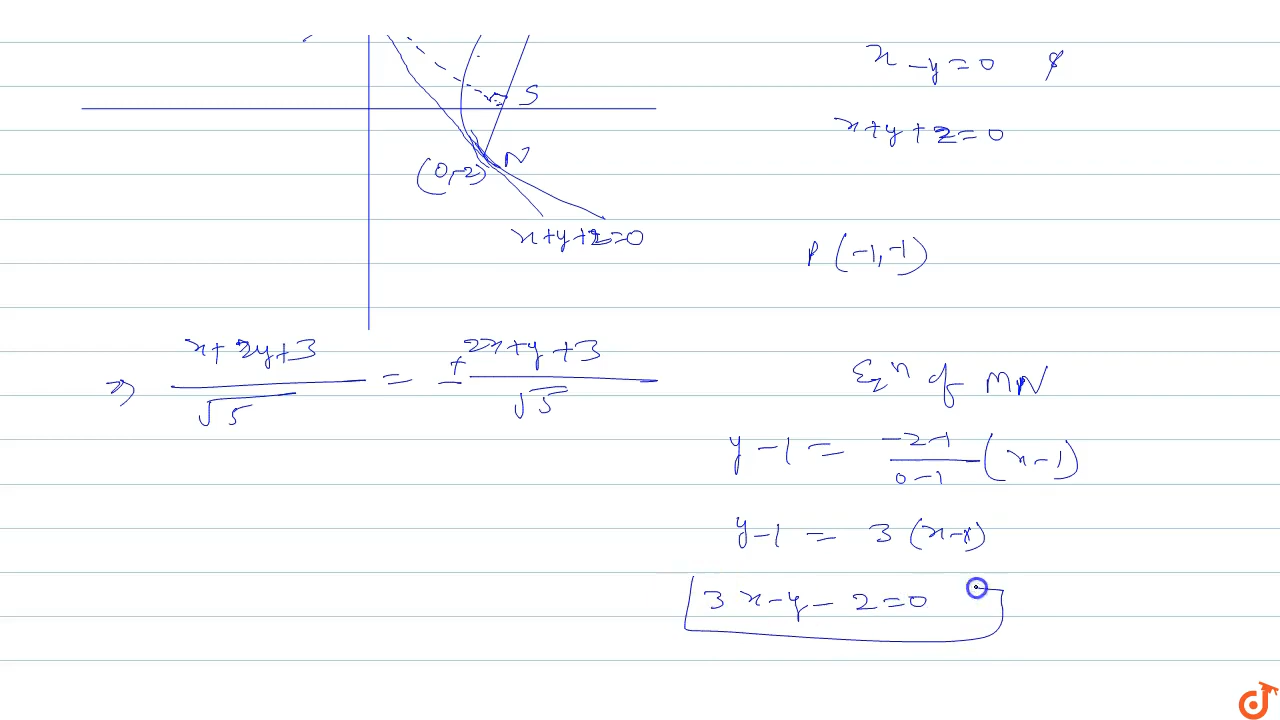 x - y = 0 &
x + y + 2 = 0
S
N
(0, -2)
x + y + 2 = 0
P (-1, -1)
⇒ (x + 2y + 3)/√5 = ± (2x + y + 3)/√5
Eqn of MN
y - 1 = (-2 - 1)/(0 - 1) (x - 1)
y - 1 = 3 (x - 1)
3x - y - 2 = 0